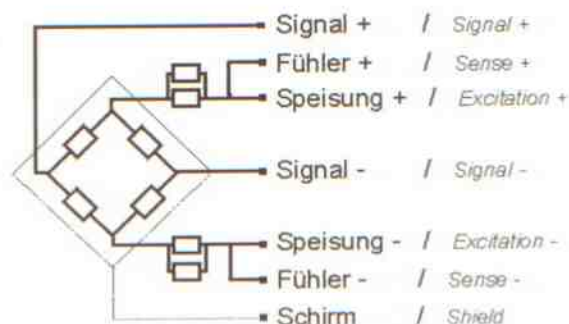 Signal + / Signal +
Fühler + / Sense +
Speisung + / Excitation +
Signal - / Signal -
Speisung - / Excitation -
Fühler - / Sense -
Schirm / Shield